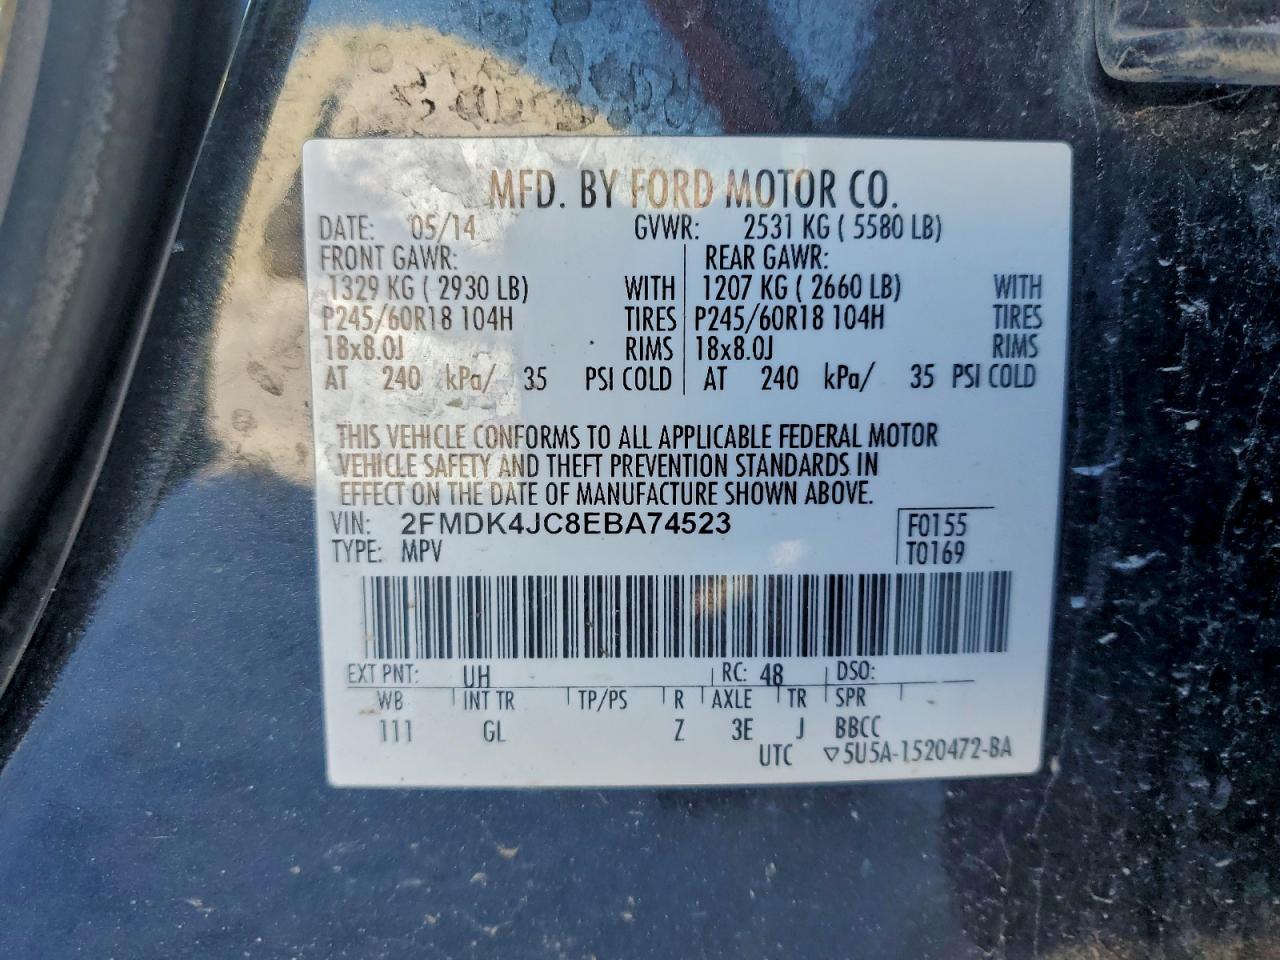 MFD. BY FORD MOTOR CO.
DATE: 05/14 GVWR: 2531 KG ( 5580 LB)
FRONT GAWR: REAR GAWR:
1329 KG ( 2930 LB) WITH 1207 KG ( 2660 LB) WITH
P245/60R18 104H TIRES P245/60R18 104H TIRES
18x8.0J RIMS 18x8.0J RIMS
AT 240 kPa/ 35 PSI COLD AT 240 kPa/ 35 PSI COLD
THIS VEHICLE CONFORMS TO ALL APPLICABLE FEDERAL MOTOR
VEHICLE SAFETY AND THEFT PREVENTION STANDARDS IN
EFFECT ON THE DATE OF MANUFACTURE SHOWN ABOVE.
VIN: 2FMDK4JC8EBA74523 F0155
TYPE: MPV T0169
EXT PNT: UH RC: 48 DSO:
WB INT TR TP/PS R AXLE TR SPR
111 GL Z 3E J BBCC
UTC ▽5U5A-1520472-BA